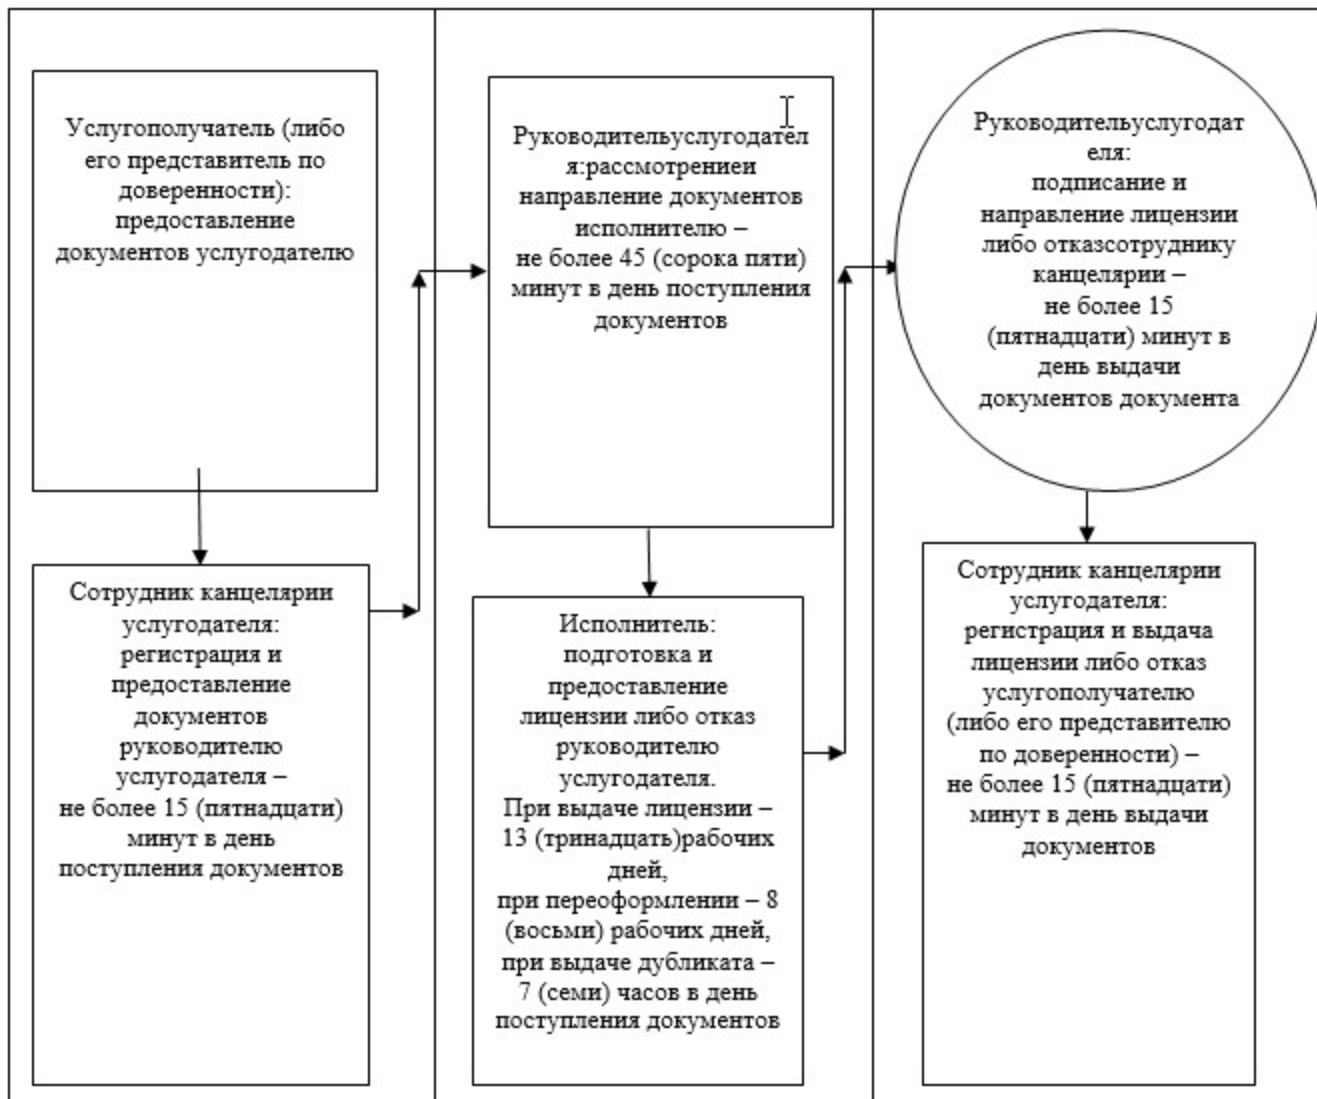 Услугополучатель (либо
его представитель по
доверенности):
предоставление
документов услугодателю
Сотрудник канцелярии
услугодателя:
регистрация и
предоставление
документов
руководителю
услугодателя –
не более 15 (пятнадцати)
минут в день
поступления документов
Руководительуслугодател
я:рассмотрениеи
направление документов
исполнителю –
не более 45 (сорока пяти)
минут в день поступления
документов
Исполнитель:
подготовка и
предоставление
лицензии либо отказ
руководителю
услугодателя.
При выдаче лицензии –
13 (тринадцать)рабочих
дней,
при переоформлении – 8
(восьми) рабочих дней,
при выдаче дубликата –
7 (семи) часов в день
поступления документов
Руководительуслугодат
еля:
подписание и
направление лицензии
либо отказсотруднику
канцелярии –
не более 15
(пятнадцати) минут в
день выдачи
документов документа
Сотрудник канцелярии
услугодателя:
регистрация и выдача
лицензии либо отказ
услугополучателю
(либо его представителю
по доверенности) –
не более 15 (пятнадцати)
минут в день выдачи
документов